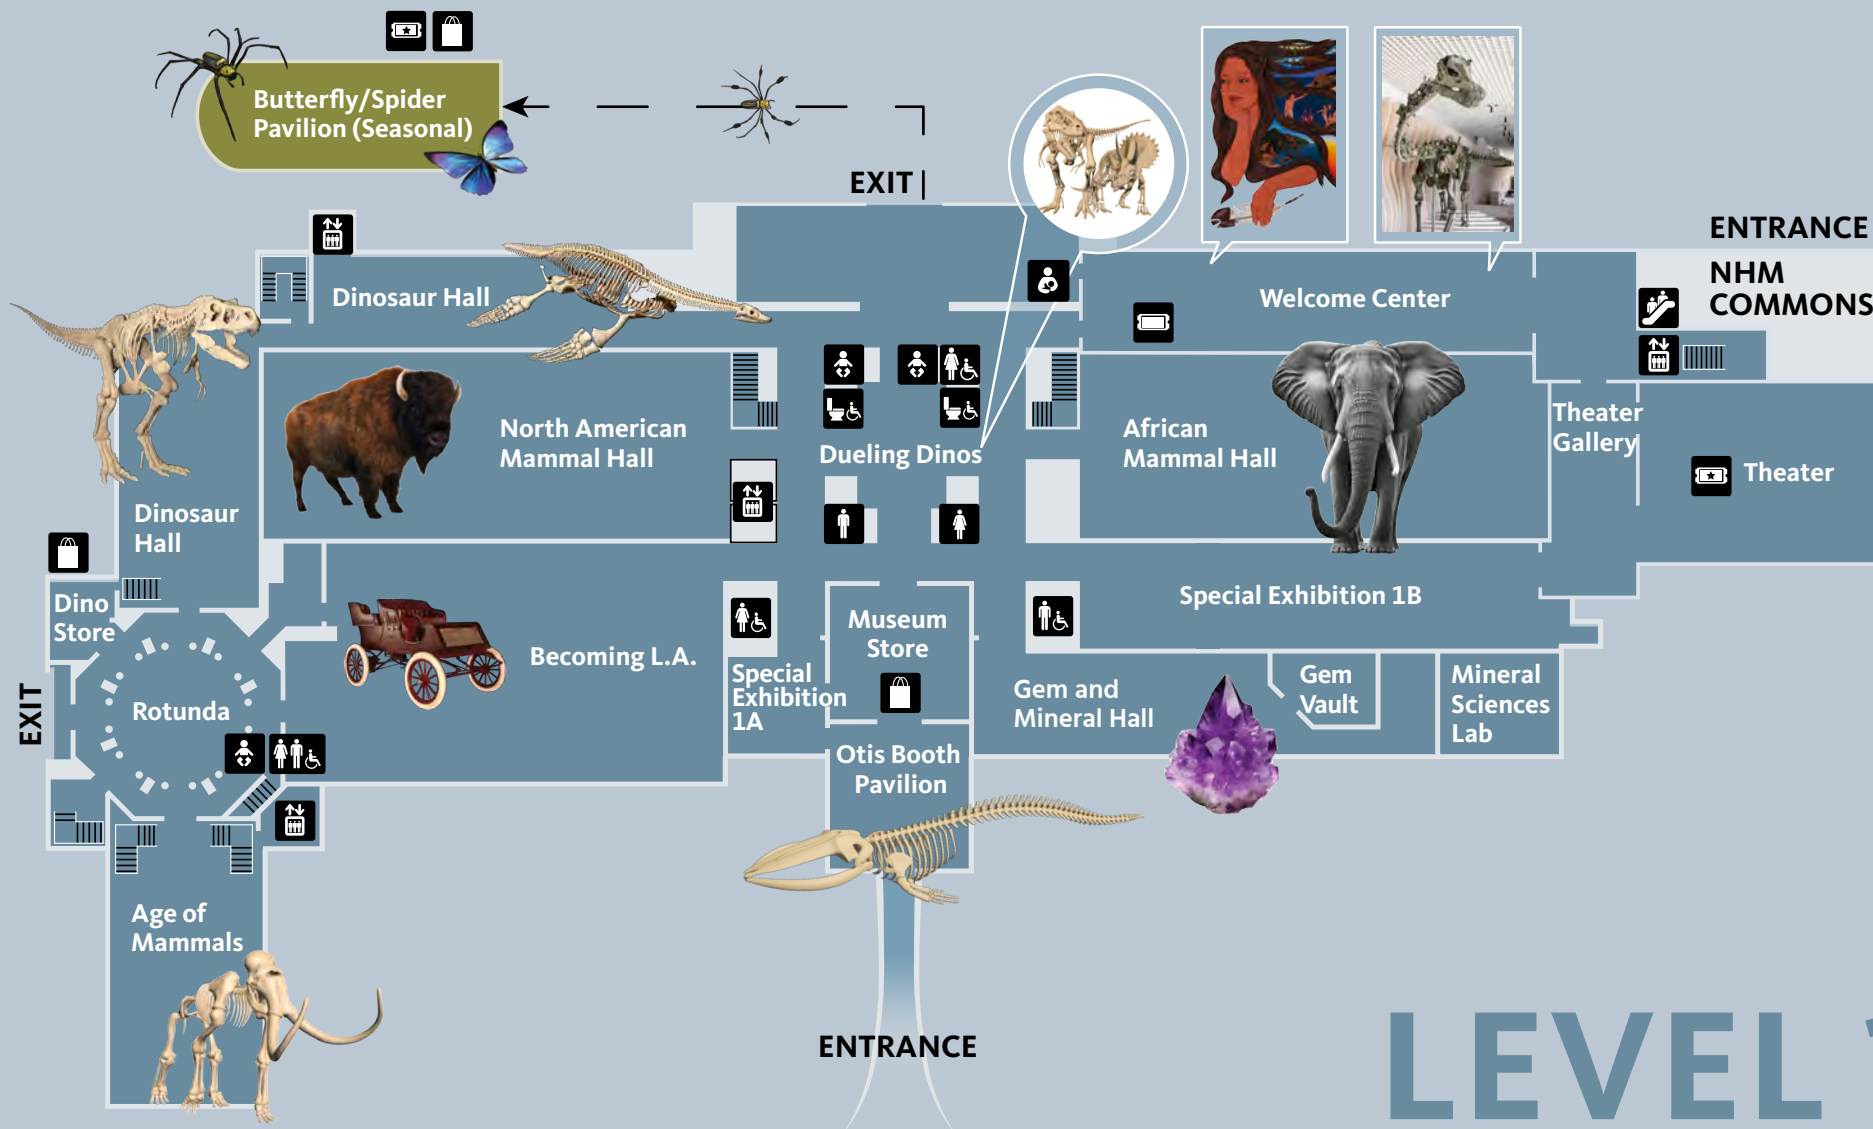 Butterfly/Spider
Pavilion (Seasonal)
EXIT
ENTRANCE
NHM
COMMONS
Dinosaur Hall
Welcome Center
North American
Mammal Hall
Dueling Dinos
African
Mammal Hall
Theater
Gallery
Theater
Dinosaur
Hall
Dino
Store
Special Exhibition 1B
Museum
Store
Becoming L.A.
Special
Exhibition
1A
Gem and
Mineral Hall
Gem
Vault
Mineral
Sciences
Lab
EXIT
Rotunda
Otis Booth
Pavilion
Age of
Mammals
ENTRANCE
LEVEL